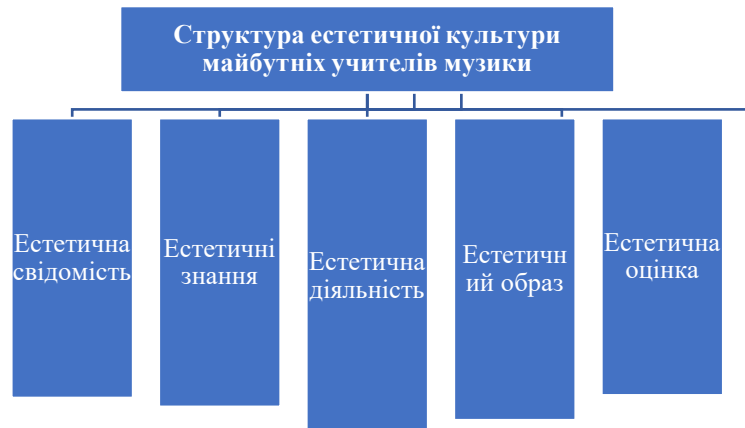 Структура естетичної культури
майбутніх учителів музики
Естетична
свідомість
Естетичні
знання
Естетична
діяльність
Естетичн
ий образ
Естетична
оцінка